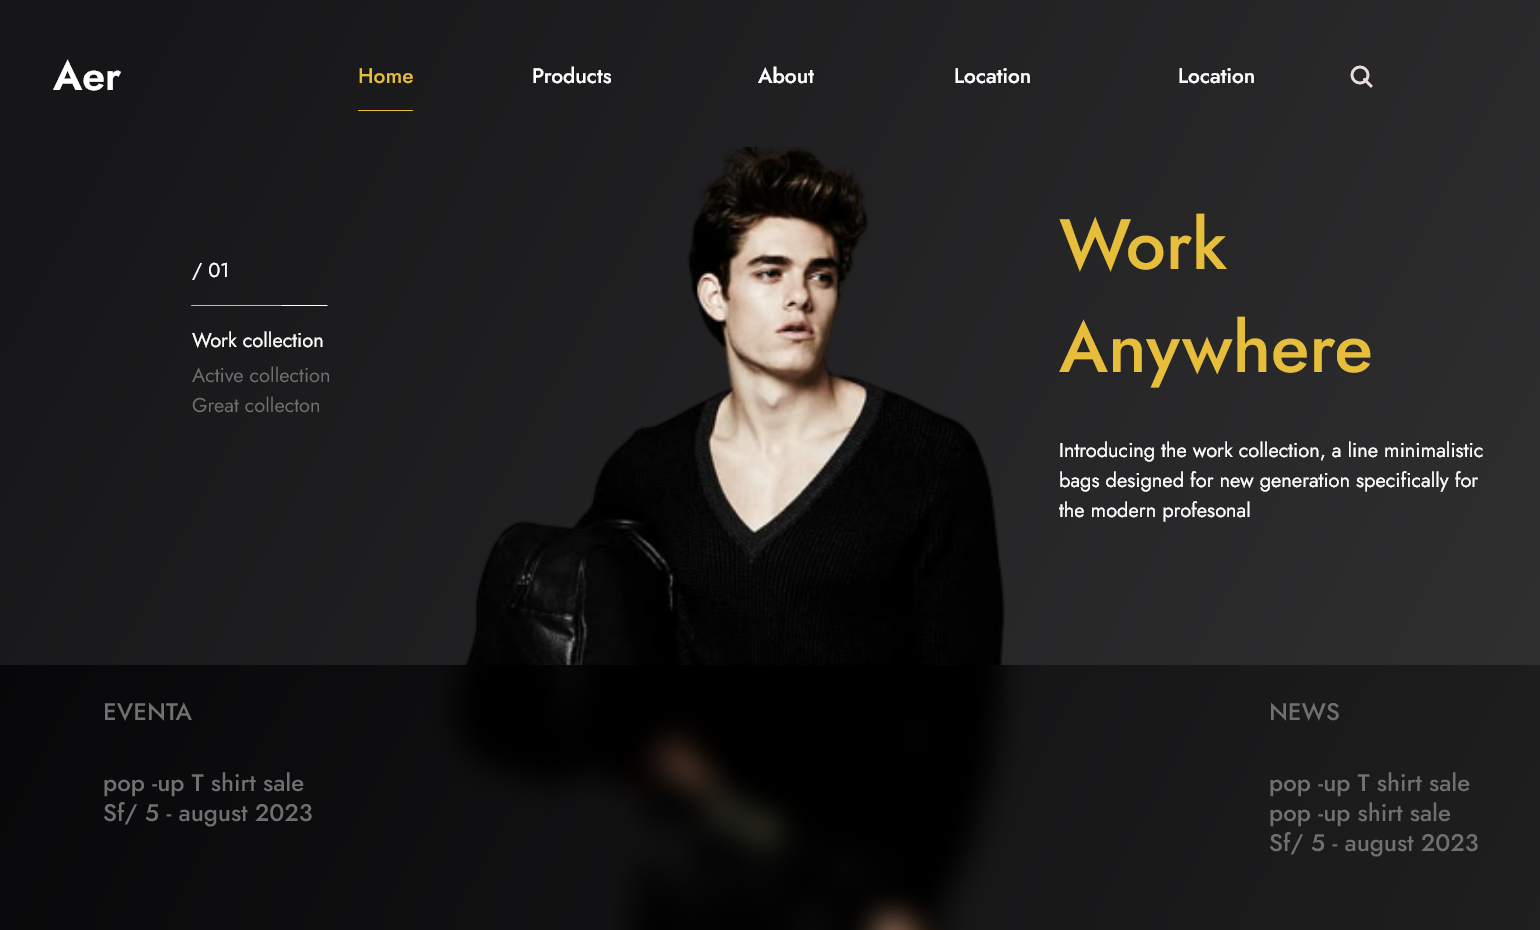 Aer
Home
Products
About
Location
Location
/ 01
Work collection
Active collection
Great collecton
Work
Anywhere
Introducing the work collection, a line minimalistic
bags designed for new generation specifically for
the modern profesonal
EVENTA
pop -up T shirt sale
Sf/ 5 - august 2023
NEWS
pop -up T shirt sale
pop -up shirt sale
Sf/ 5 - august 2023